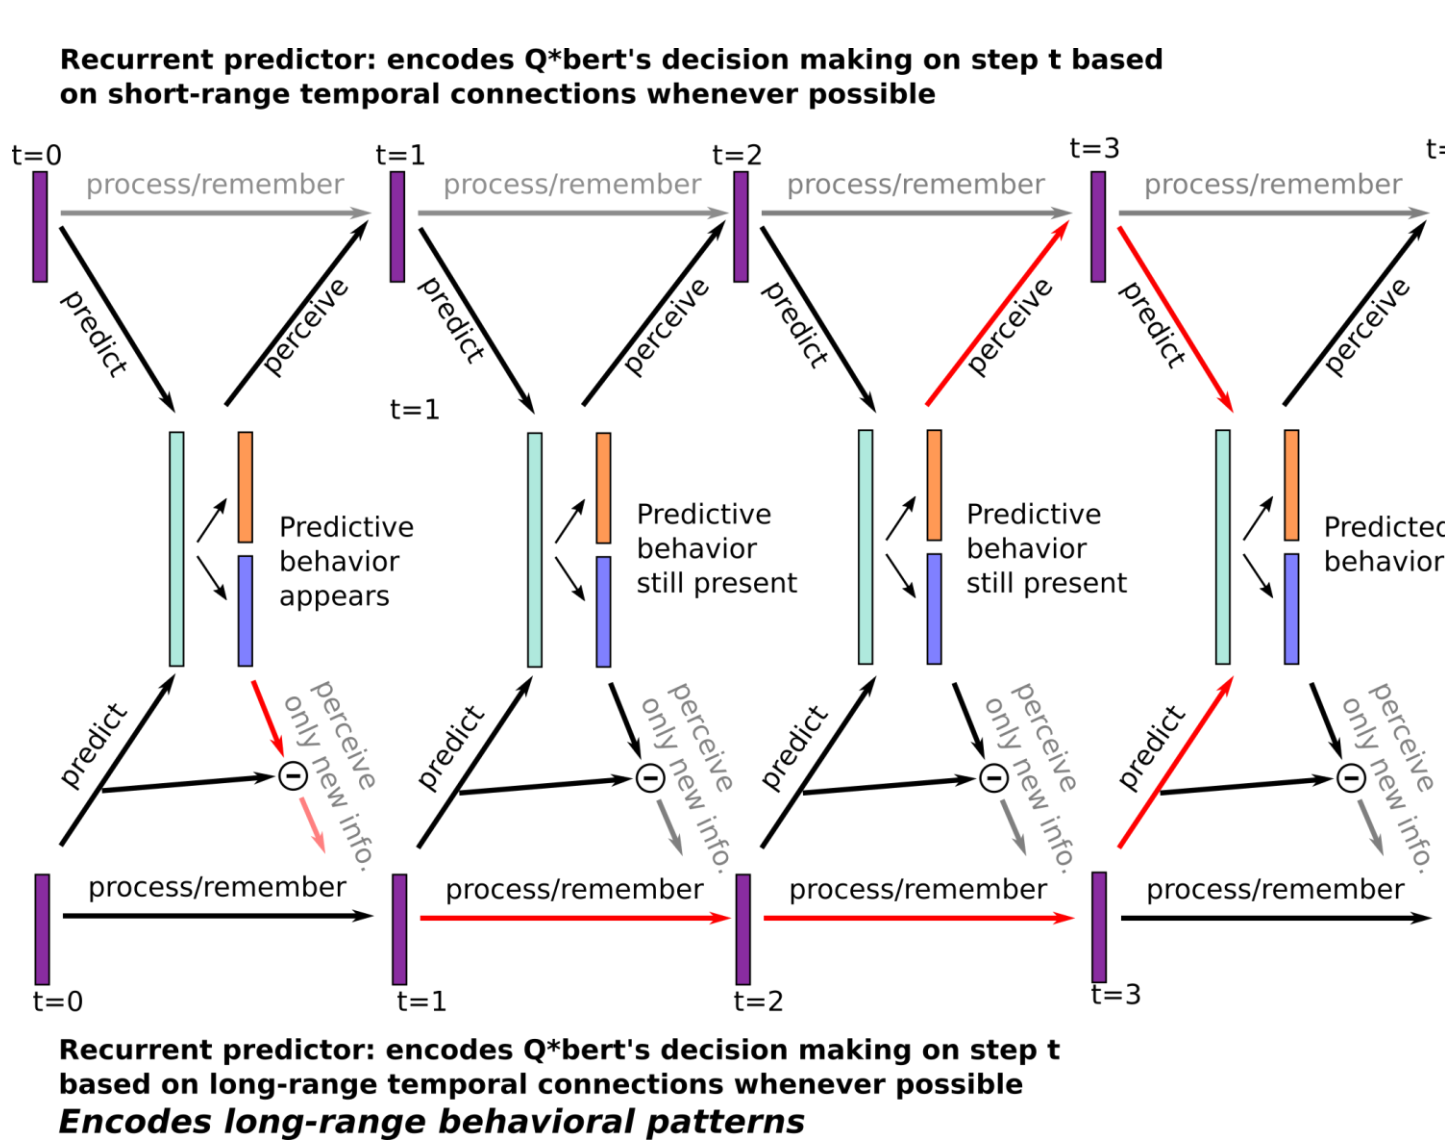 Recurrent predictor: encodes Q*bert's decision making on step t based
on short-range temporal connections whenever possible
t=0
t=1
t=2
t=3
t=
process/remember
process/remember
process/remember
process/remember
predict
perceive
predict
perceive
predict
perceive
predict
perceive
t=1
Predictive
behavior
appears
Predictive
behavior
still present
Predictive
behavior
still present
Predicted
behavior
predict
perceive
only new info.
predict
perceive
only new info.
predict
perceive
only new info.
predict
perceive
only new info.
process/remember
process/remember
process/remember
process/remember
t=0
t=1
t=2
t=3
Recurrent predictor: encodes Q*bert's decision making on step t
based on long-range temporal connections whenever possible
Encodes long-range behavioral patterns